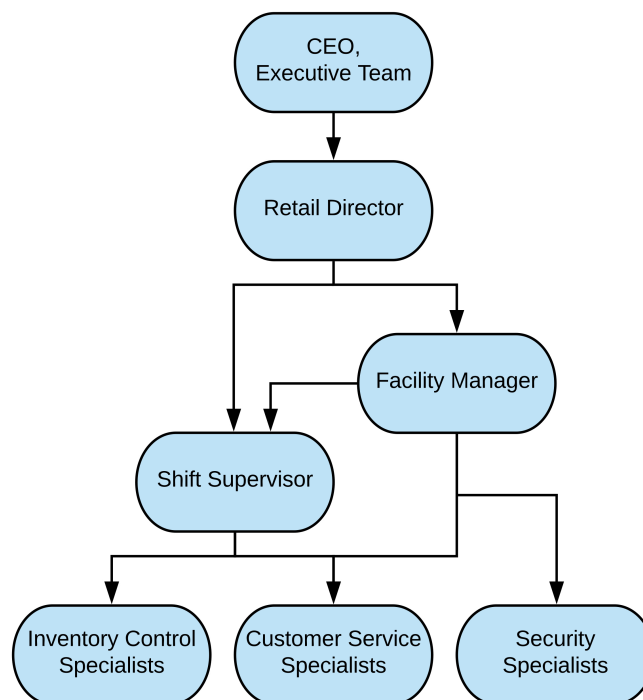 CEO,
Executive Team
Retail Director
Facility Manager
Shift Supervisor
Inventory Control
Specialists
Customer Service
Specialists
Security
Specialists